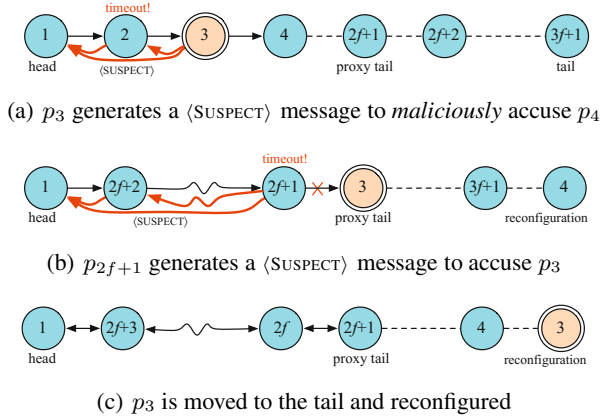 timeout!
1 2 3 4 2f+1 2f+2 3f+1
head ⟨SUSPECT⟩ proxy tail tail
(a) p3 generates a ⟨SUSPECT⟩ message to maliciously accuse p4
timeout!
1 2f+2 2f+1 3 3f+1 4
head ⟨SUSPECT⟩ proxy tail reconfiguration
(b) p2f+1 generates a ⟨SUSPECT⟩ message to accuse p3
1 2f+3 2f 2f+1 4 3
head proxy tail reconfiguration
(c) p3 is moved to the tail and reconfigured